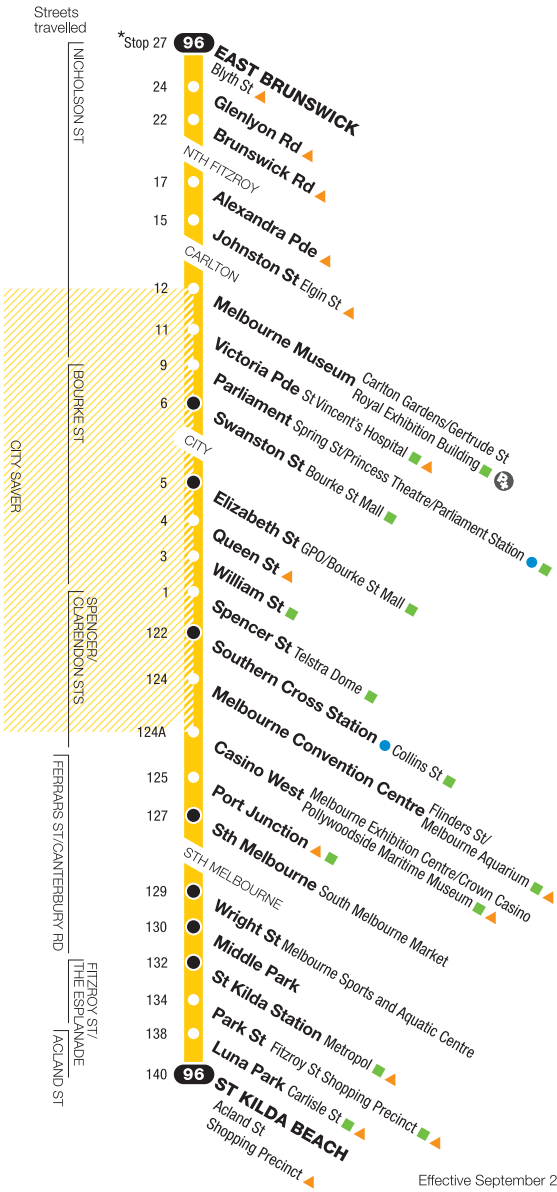 Streets
travelled
*Stop 27
96
EAST BRUNSWICK
Blyth St
24
Glenlyon Rd
22
Brunswick Rd
NTH FITZROY
17
Alexandra Pde
15
Johnston St Elgin St
CARLTON
12
Melbourne Museum Carlton Gardens/Gertrude St
Royal Exhibition Building
11
Victoria Pde St Vincent's Hospital
9
Parliament Spring St/Princess Theatre/Parliament Station
6
Swanston St Bourke St Mall
CITY
5
Elizabeth St GPO/Bourke St Mall
4
Queen St
3
William St
1
Spencer St Telstra Dome
122
Southern Cross Station Collins St
124
Melbourne Convention Centre Flinders St/
Melbourne Aquarium
124A
Casino West Melbourne Exhibition Centre/Crown Casino
Pollywoodside Maritime Museum
125
Port Junction
127
Sth Melbourne South Melbourne Market
STH MELBOURNE
129
Wright St Melbourne Sports and Aquatic Centre
130
Middle Park
132
St Kilda Station Metropol
134
Park St Fitzroy St Shopping Precinct
138
Luna Park Carlisle St
140
96
ST KILDA BEACH
Acland St
Shopping Precinct
NICHOLSON ST
BOURKE ST
CITY SAVER
SPENCER/
CLARENDON STS
FERRARS ST/CANTERBURY RD
FITZROY ST/
THE ESPLANADE
ACLAND ST
Effective September 2